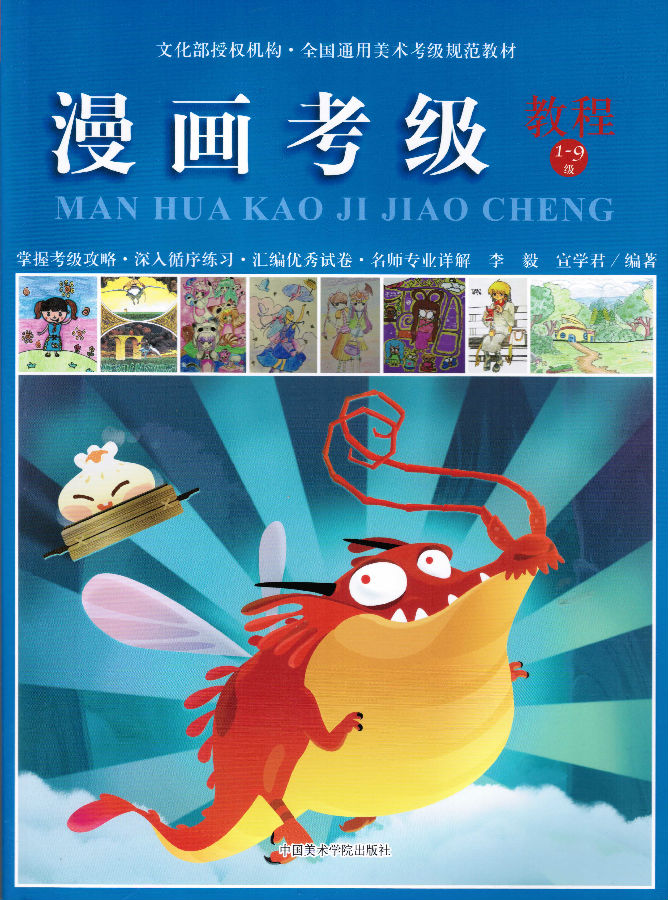 文化部授权机构·全国通用美术考级规范教材
漫画考级 教程
1-9
级
MAN HUA KAO JI JIAO CHENG
掌握考级攻略·深入循序练习·汇编优秀试卷·名师专业详解 李 毅 宣学君/编著
中国美术学院出版社